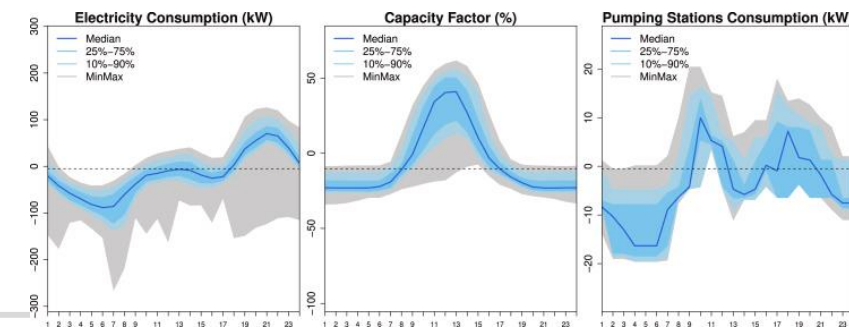 Electricity Consumption (kW)
Median
25%–75%
10%–90%
MinMax
300
200
100
0
−100
−200
−300
1 2 3 4 5 6 7 8 9 11 13 15 17 19 21 23
Capacity Factor (%)
Median
25%–75%
10%–90%
MinMax
50
0
−50
−100
1 2 3 4 5 6 7 8 9 11 13 15 17 19 21 23
Pumping Stations Consumption (kW
Median
25%–75%
10%–90%
MinMax
20
10
0
−10
−20
1 2 3 4 5 6 7 8 9 11 13 15 17 19 21 23